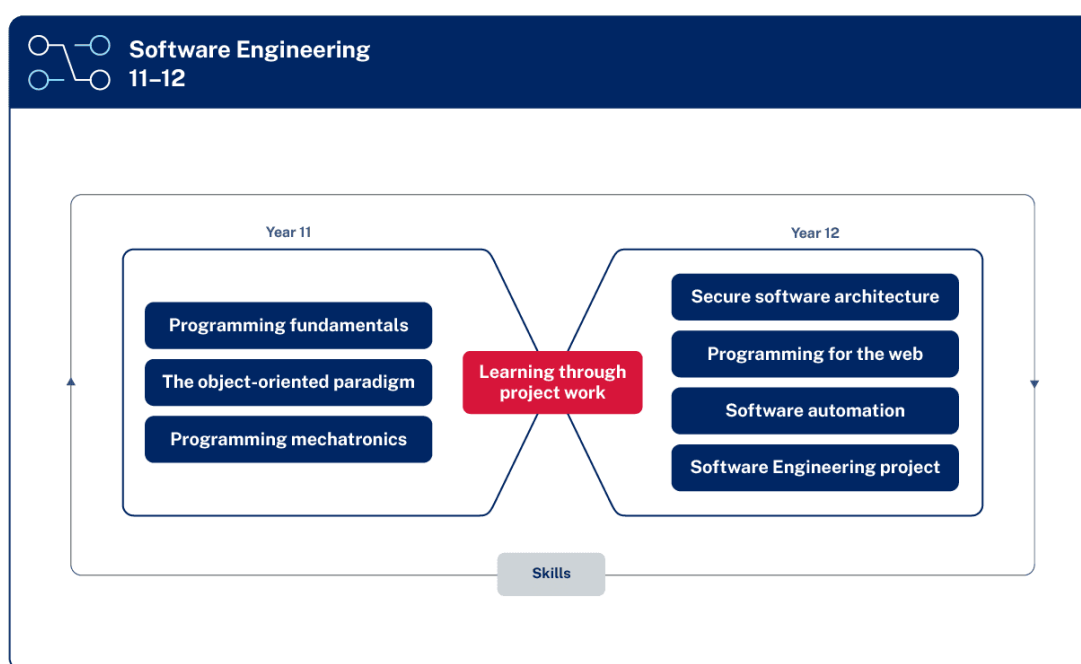 Software Engineering
11–12
Year 11
Programming fundamentals
The object-oriented paradigm
Programming mechatronics
Learning through
project work
Year 12
Secure software architecture
Programming for the web
Software automation
Software Engineering project
Skills